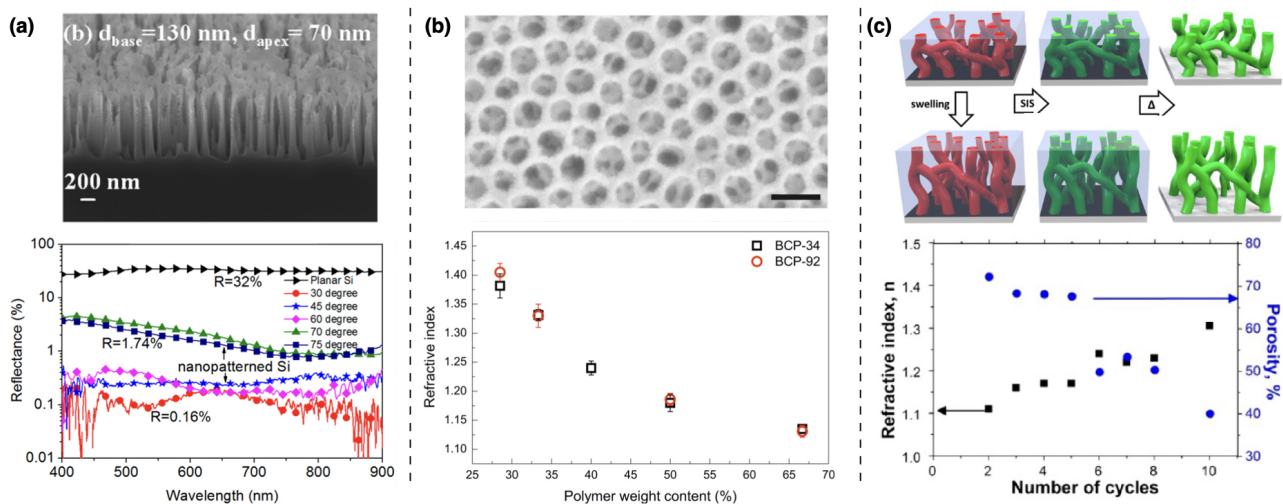 (a)
(b) d_base=130 nm, d_apex= 70 nm
200 nm
100
10
1
0.1
0.01
400
500
600
700
800
900
Reflectance (%)
Wavelength (nm)
R=32%
Planar Si
30 degree
45 degree
60 degree
70 degree
75 degree
R=1.74%
nanopatterned Si
R=0.16%
(b)
1.45
1.40
1.35
1.30
1.25
1.20
1.15
1.10
25
30
35
40
45
50
55
60
65
70
Refractive index
Polymer weight content (%)
BCP-34
BCP-92
(c)
swelling
SIS
Δ
1.5
1.4
1.3
1.2
1.1
1.0
0
2
4
6
8
10
80
70
60
50
40
30
Refractive index, n
Number of cycles
Porosity, %